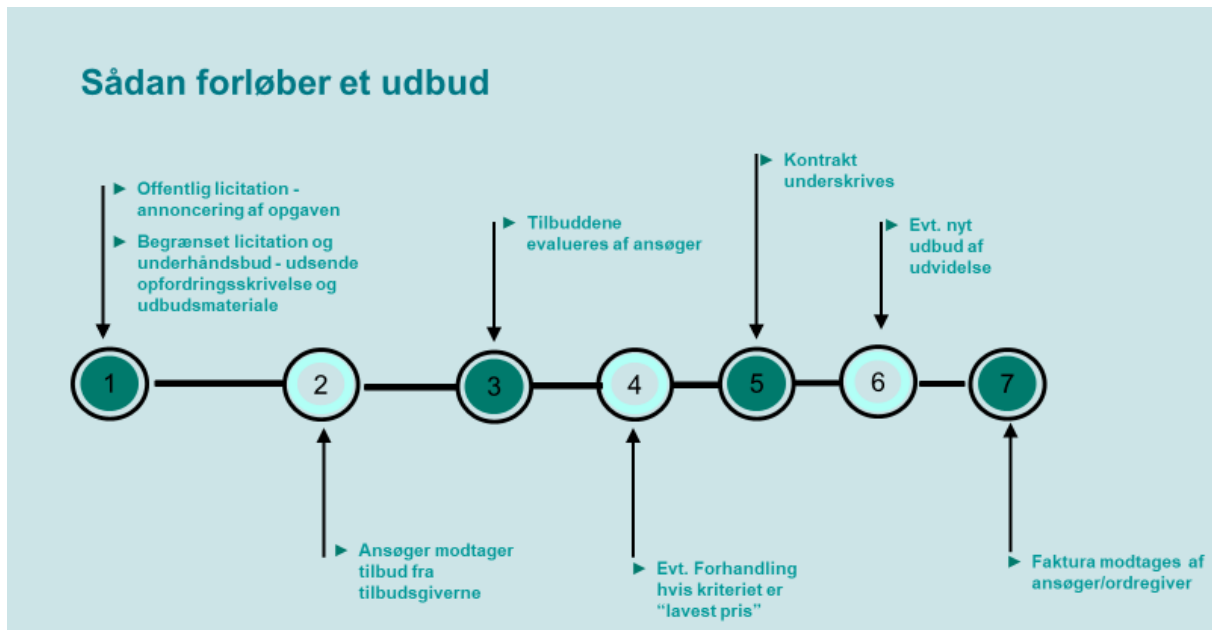 Sådan forløber et udbud
► Offentlig licitation -
annoncering af opgaven
► Begrænset licitation og
underhåndsbud - udsende
opfordringsskrivelse og
udbudsmateriale
► Tilbuddene
evalueres af ansøger
► Kontrakt
underskrives
► Evt. nyt
udbud af
udvidelse
1
2
3
4
5
6
7
► Ansøger modtager
tilbud fra
tilbudsgiverne
► Evt. Forhandling
hvis kriteriet er
“lavest pris”
► Faktura modtages af
ansøger/ordregiver